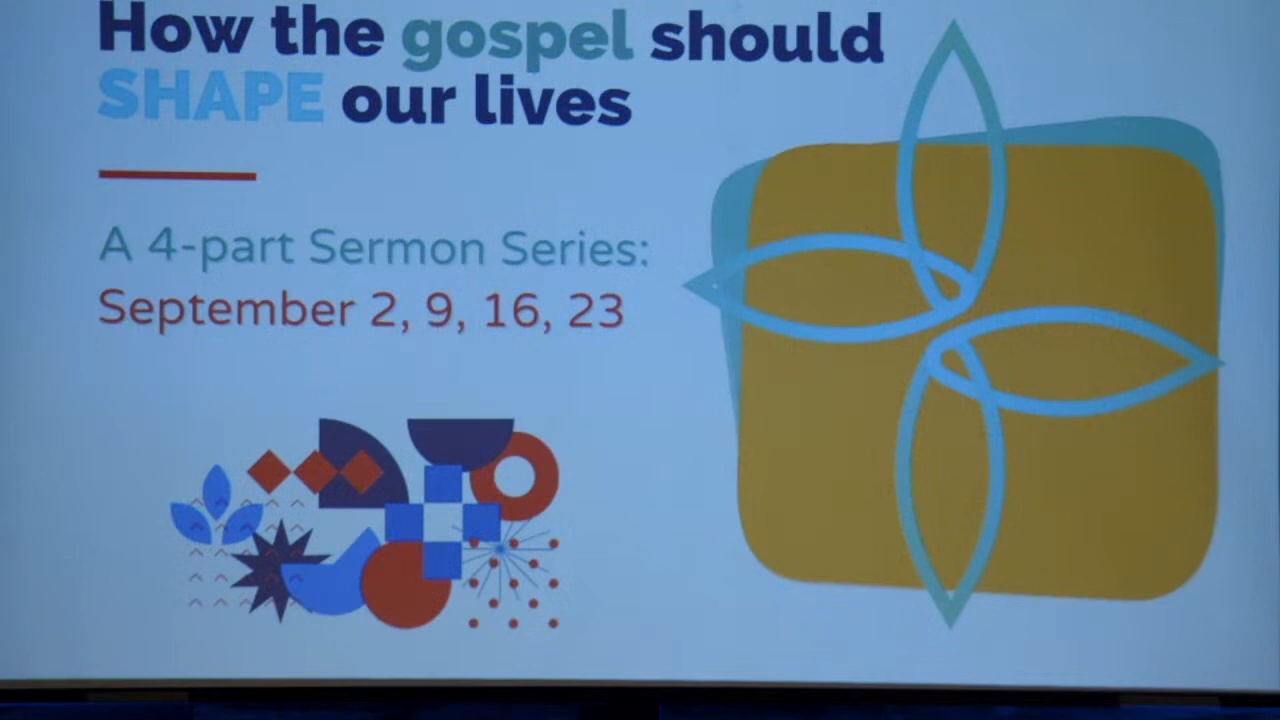 How the gospel should
SHAPE our lives
A 4-part Sermon Series:
September 2, 9, 16, 23